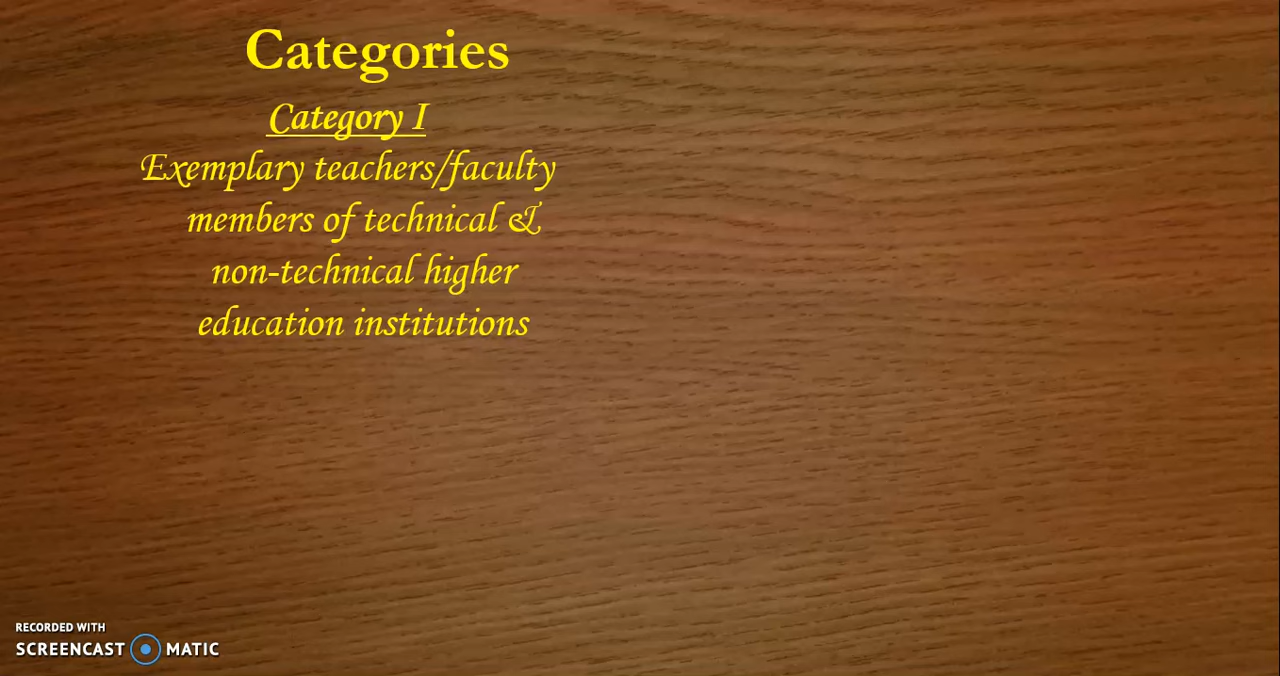 Categories
Category I
Exemplary teachers/faculty
members of technical &
non-technical higher
education institutions
RECORDED WITH
SCREENCAST MATIC